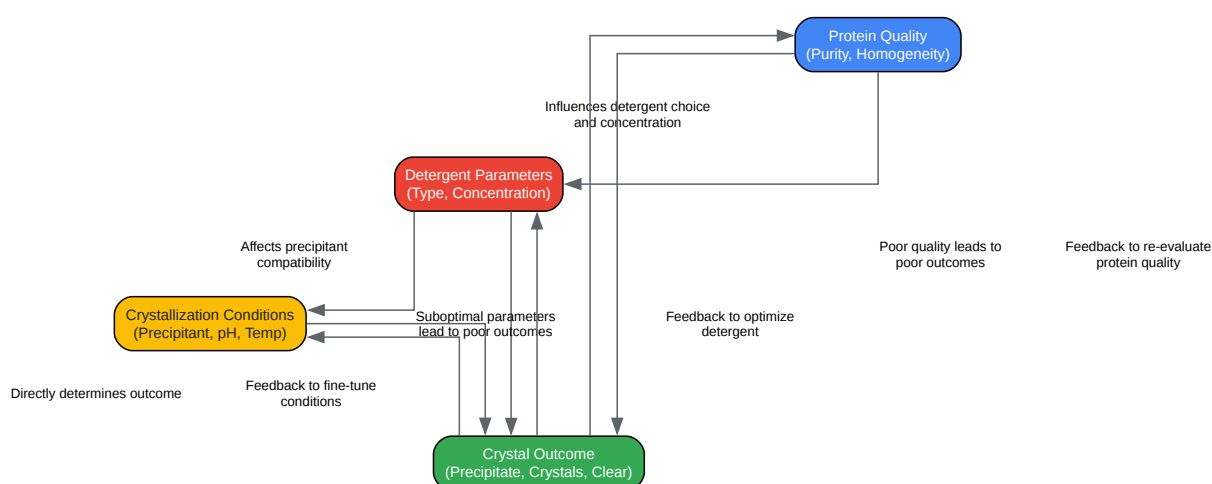 Protein Quality
(Purity, Homogeneity)
Influences detergent choice
and concentration
Detergent Parameters
(Type, Concentration)
Affects precipitant
compatibility
Poor quality leads to
poor outcomes
Feedback to re-evaluate
protein quality
Crystallization Conditions
(Precipitant, pH, Temp)
Suboptimal parameters
lead to poor outcomes
Feedback to optimize
detergent
Directly determines outcome
Feedback to fine-tune
conditions
Crystal Outcome
(Precipitate, Crystals, Clear)